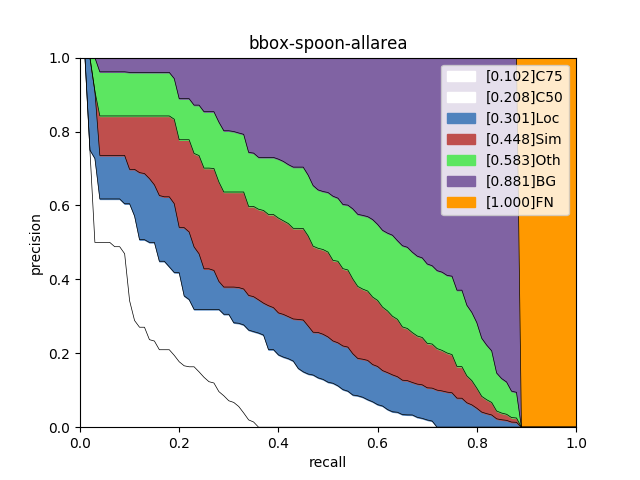 bbox-spoon-allarea
1.0
0.8
0.6
0.4
0.2
0.0
precision
[0.102]C75
[0.208]C50
[0.301]Loc
[0.448]Sim
[0.583]Oth
[0.881]BG
[1.000]FN
0.0 0.2 0.4 0.6 0.8 1.0
recall